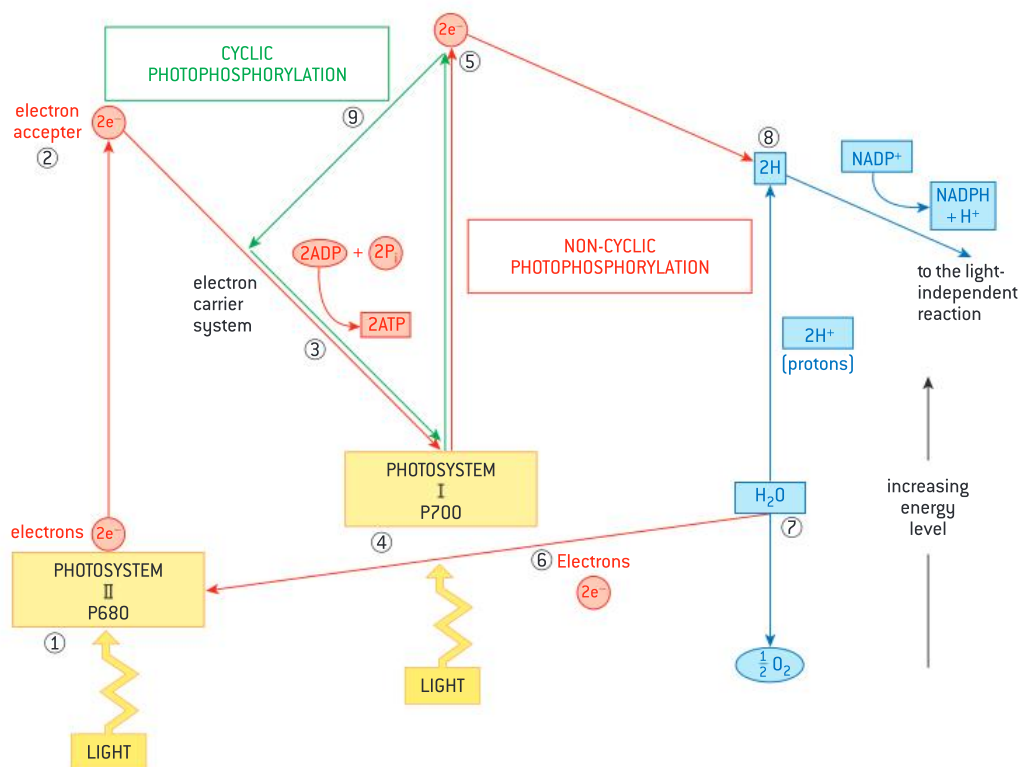 CYCLIC
PHOTOPHOSPHORYLATION
2e⁻
⑤
⑨
electron
accepter
②
2e⁻
⑧
2H
NADP⁺
NADPH
+ H⁺
NON-CYCLIC
PHOTOPHOSPHORYLATION
2ADP + 2Pᵢ
2ATP
electron
carrier
system
③
to the light-
independent
reaction
2H⁺
(protons)
PHOTOSYSTEM
I
P700
④
H₂O
⑦
increasing
energy
level
electrons 2e⁻
PHOTOSYSTEM
II
P680
①
⑥ Electrons
2e⁻
½ O₂
LIGHT
LIGHT